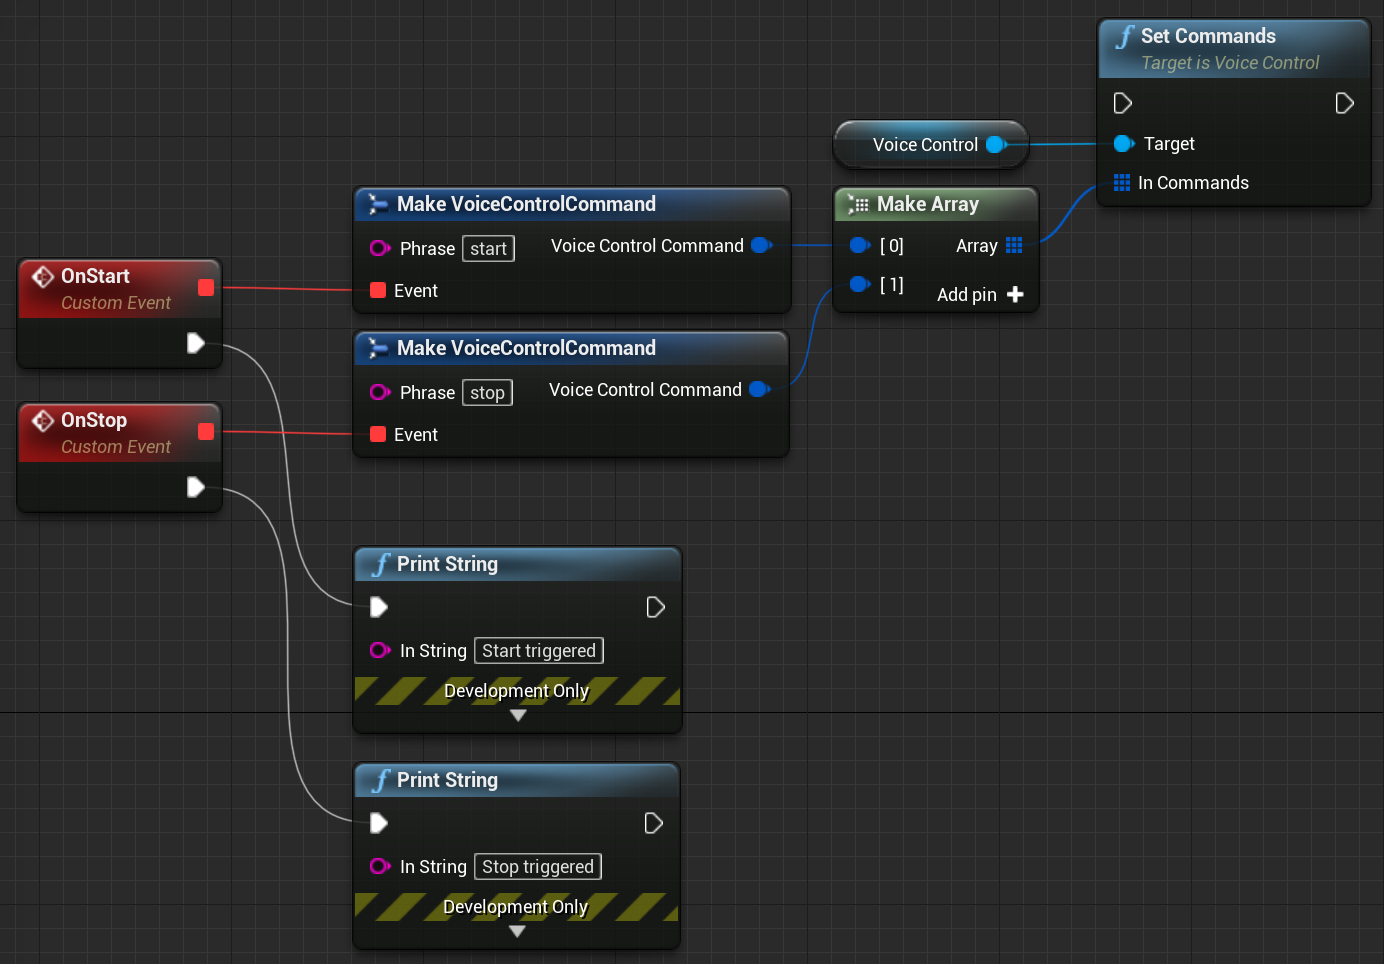 Set Commands
Target is Voice Control
Target
In Commands
Voice Control
Make Array
[ 0]
Array
[ 1]
Add pin
Make VoiceControlCommand
Phrase start
Voice Control Command
Event
Make VoiceControlCommand
Phrase stop
Voice Control Command
Event
OnStart
Custom Event
OnStop
Custom Event
Print String
In String Start triggered
Development Only
Print String
In String Stop triggered
Development Only